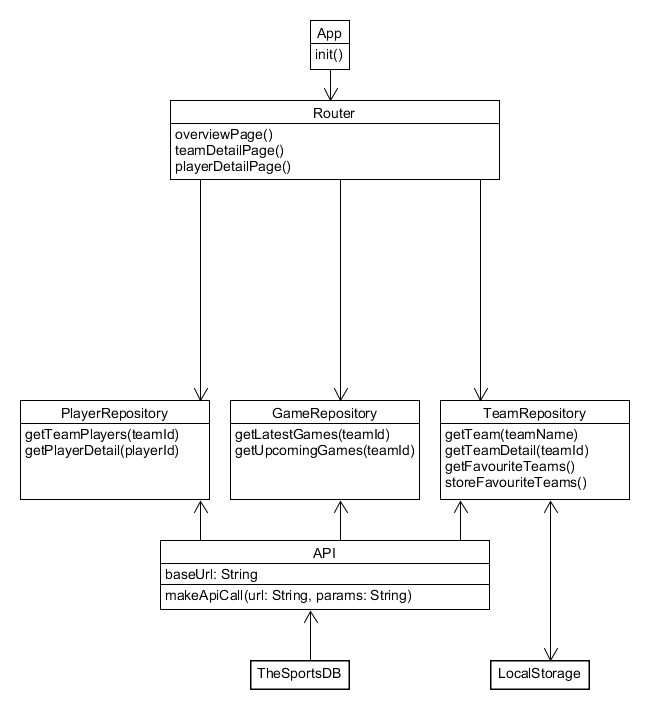 App
init()
Router
overviewPage()
teamDetailPage()
playerDetailPage()
PlayerRepository
getTeamPlayers(teamId)
getPlayerDetail(playerId)
GameRepository
getLatestGames(teamId)
getUpcomingGames(teamId)
TeamRepository
getTeam(teamName)
getTeamDetail(teamId)
getFavouriteTeams()
storeFavouriteTeams()
API
baseUrl: String
makeApiCall(url: String, params: String)
TheSportsDB
LocalStorage